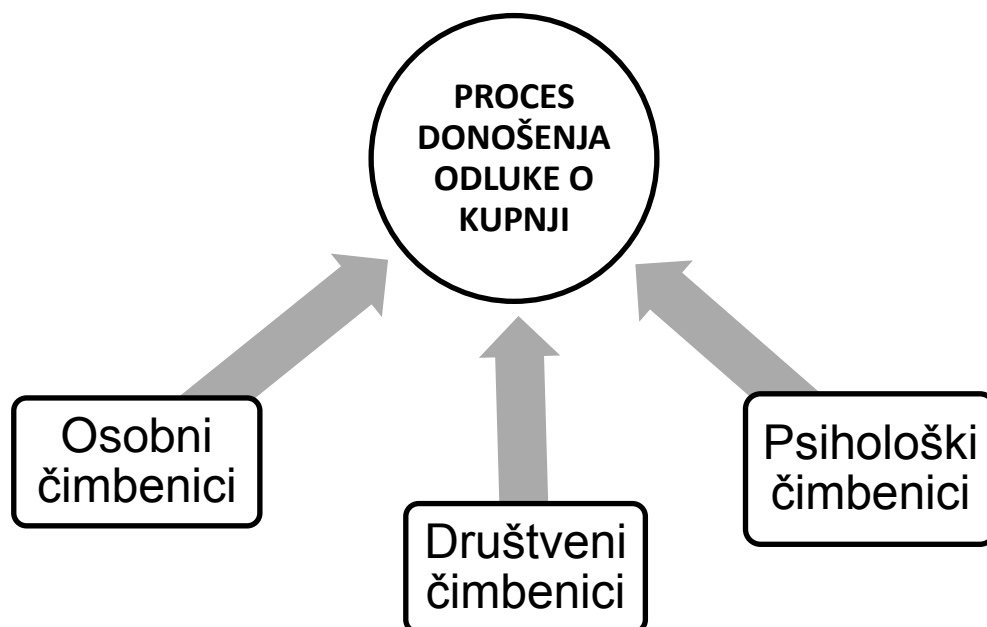 PROCES
DONOŠENJA
ODLUKE O
KUPNJI
Osobni
čimbenici
Društveni
čimbenici
Psihološki
čimbenici